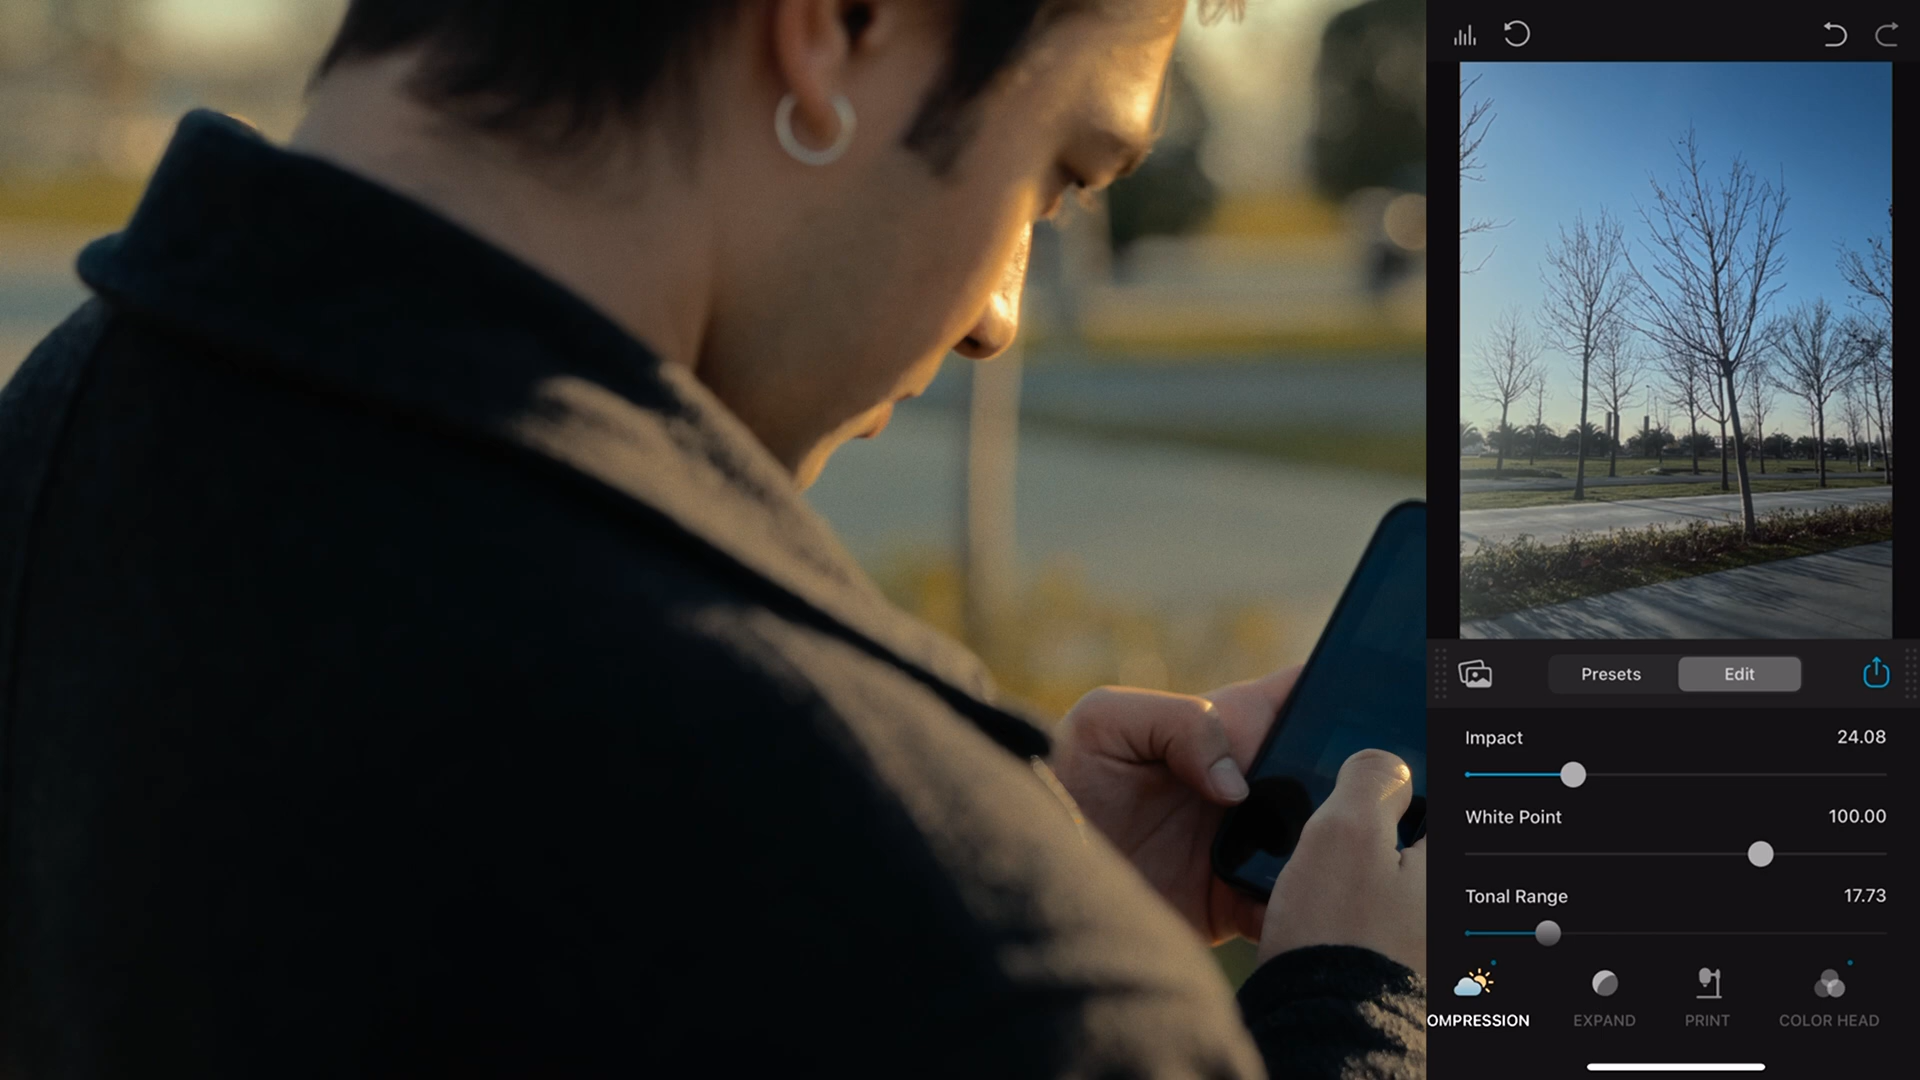 Presets Edit
Impact 24.08
White Point 100.00
Tonal Range 17.73
OMPRESSION EXPAND PRINT COLOR HEAD